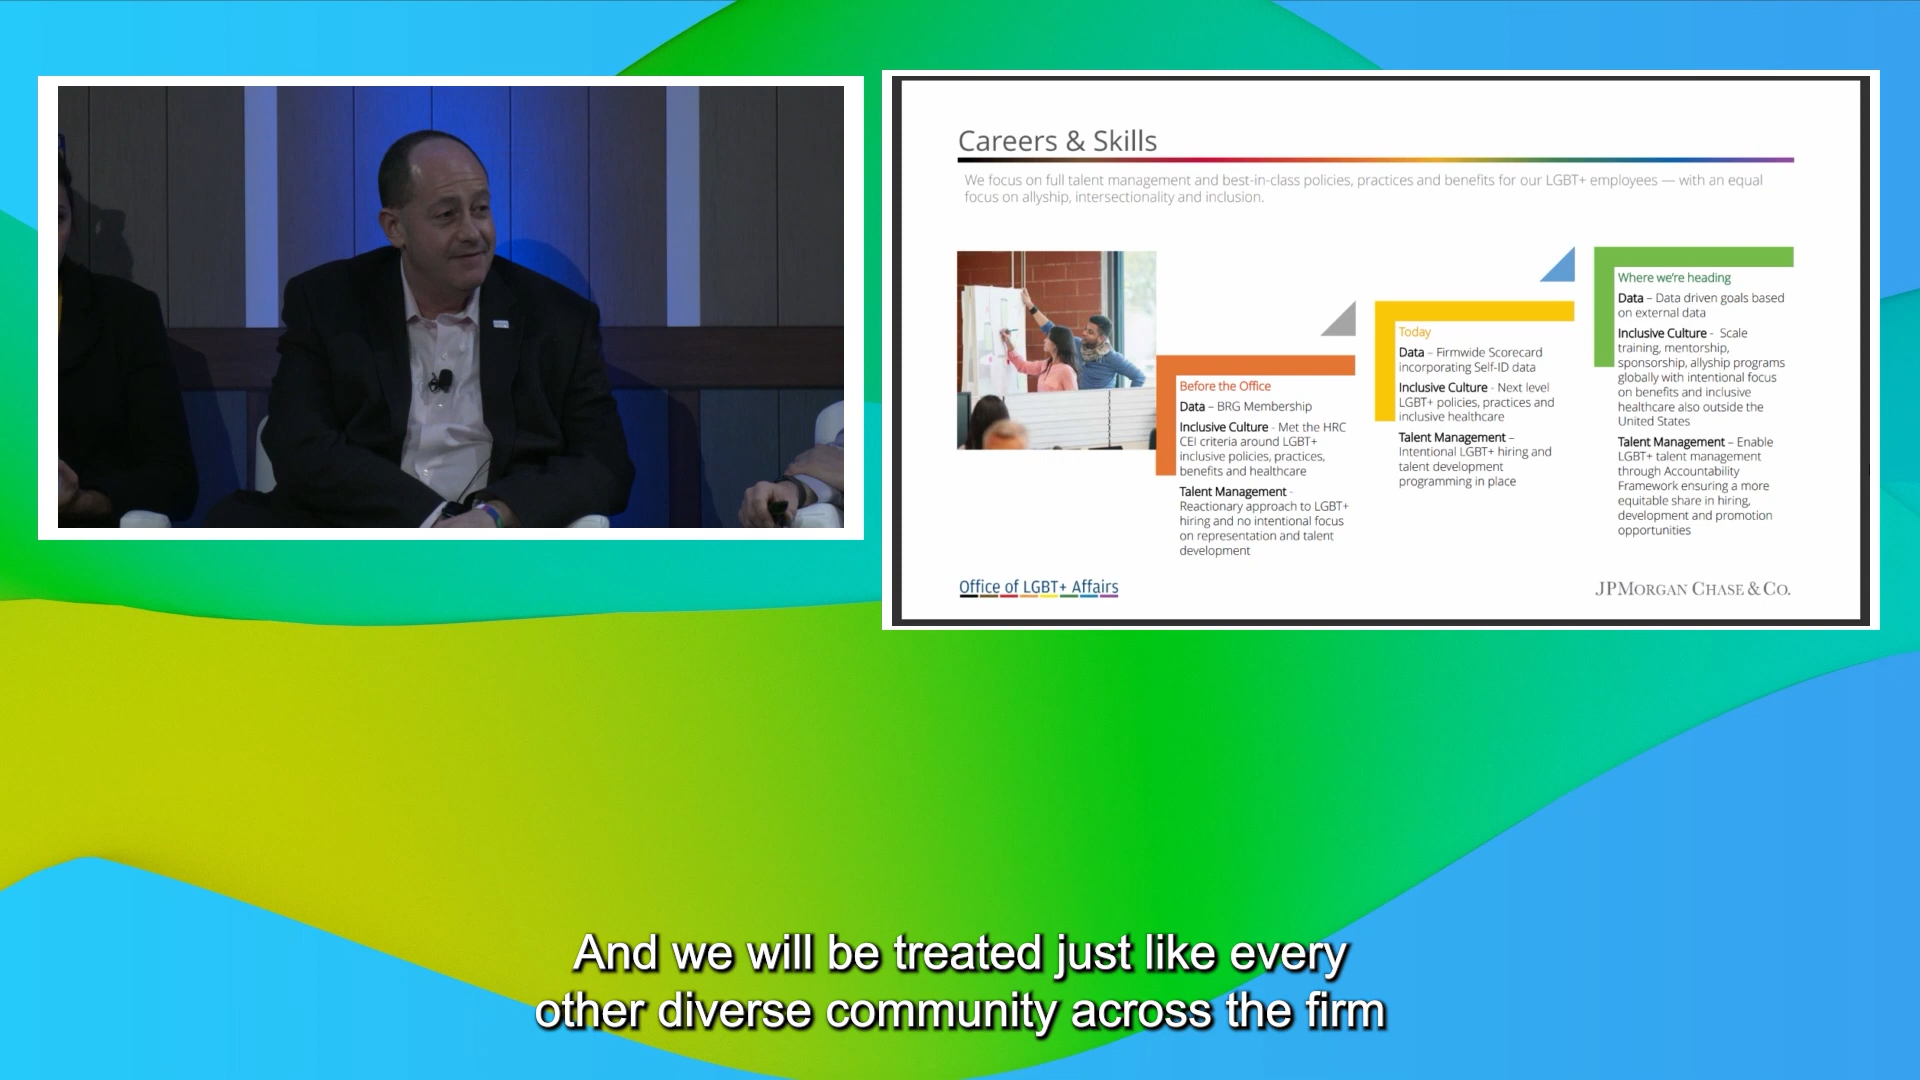 Careers & Skills
We focus on full talent management and best-in-class policies, practices and benefits for our LGBT+ employees — with an equal
focus on allyship, intersectionality and inclusion.
Before the Office
Data – BRG Membership
Inclusive Culture - Met the HRC
CEI criteria around LGBT+
inclusive policies, practices,
benefits and healthcare
Talent Management -
Reactionary approach to LGBT+
hiring and no intentional focus
on representation and talent
development
Today
Data – Firmwide Scorecard
incorporating Self-ID data
Inclusive Culture - Next level
LGBT+ policies, practices and
inclusive healthcare
Talent Management –
Intentional LGBT+ hiring and
talent development
programming in place
Where we're heading
Data – Data driven goals based
on external data
Inclusive Culture - Scale
training, mentorship,
sponsorship, allyship programs
globally with intentional focus
on benefits and inclusive
healthcare also outside the
United States
Talent Management – Enable
LGBT+ talent management
through Accountability
Framework ensuring a more
equitable share in hiring,
development and promotion
opportunities
Office of LGBT+ Affairs
JPMORGAN CHASE & CO.
And we will be treated just like every
other diverse community across the firm